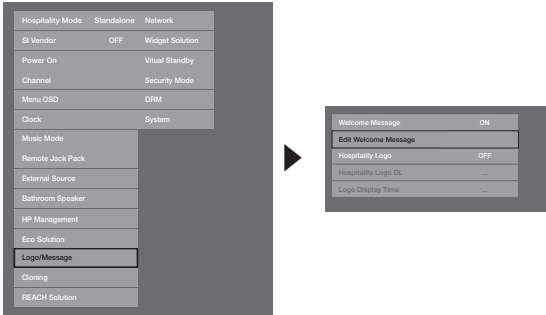 Hospitality Mode Standalone Network
SI Vendor OFF Widget Solution
Power On Vitual Standby
Channel Security Mode
Menu OSD DRM
Clock System
Music Mode
Remote Jack Pack
External Source
Bathroom Speaker
HP Management
Eco Solution
Logo/Message
Cloning
REACH Solution
Welcome Message ON
Edit Welcome Message
Hospitality Logo OFF
Hospitality Logo DL ...
Logo Display Time ...